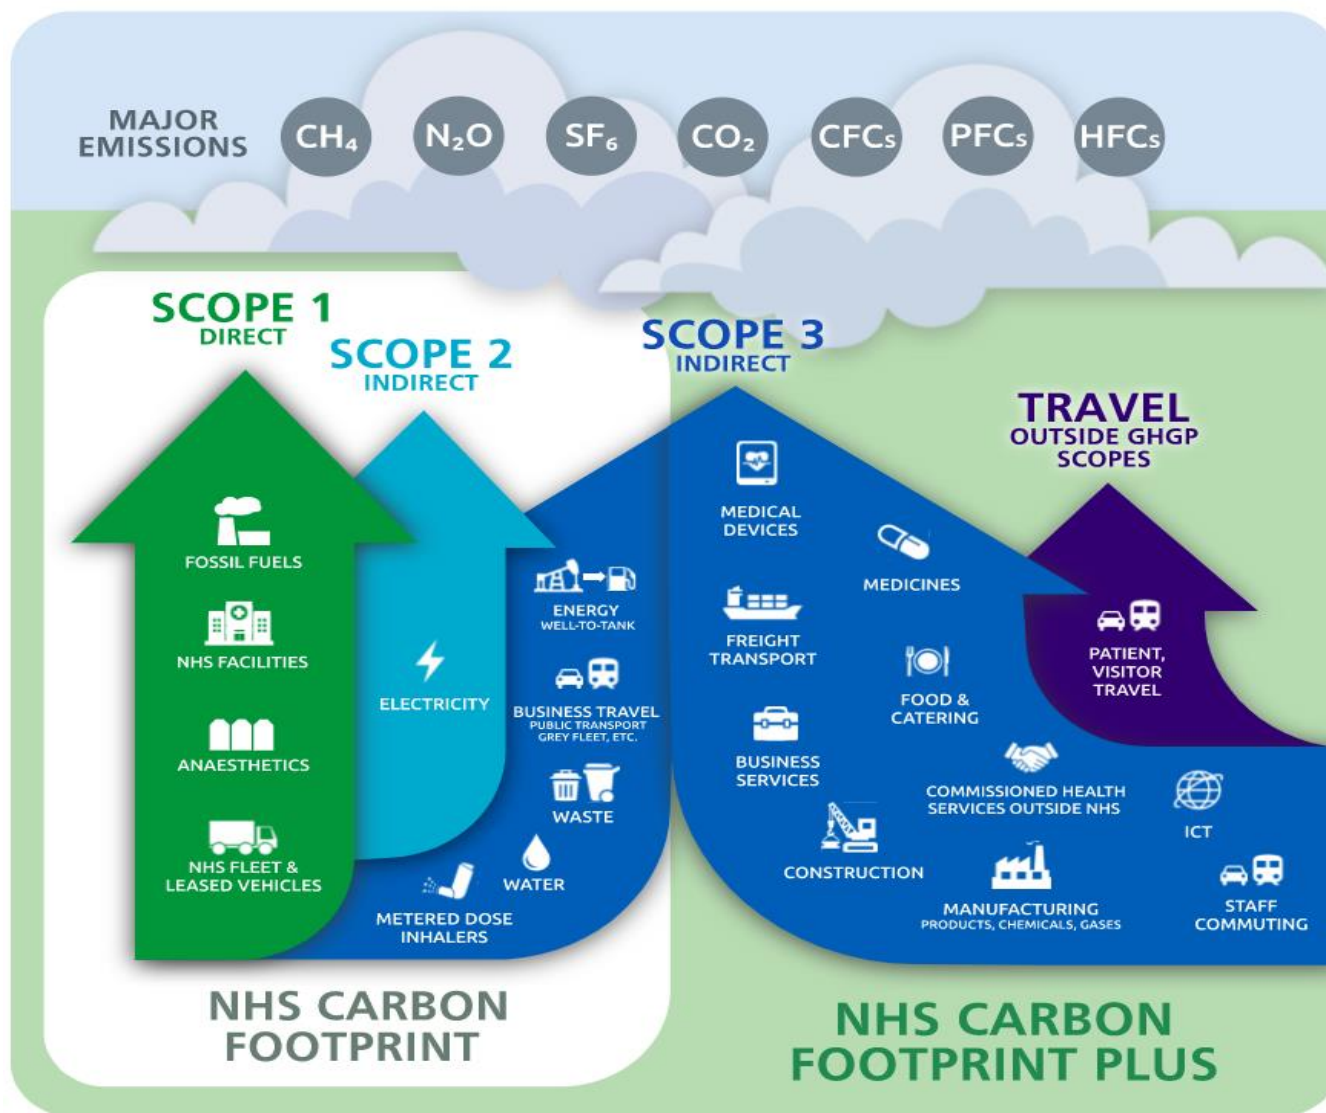 MAJOR
EMISSIONS
CH₄
N₂O
SF₆
CO₂
CFCs
PFCs
HFCs
SCOPE 1
DIRECT
SCOPE 2
INDIRECT
SCOPE 3
INDIRECT
TRAVEL
OUTSIDE GHGP
SCOPES
FOSSIL FUELS
NHS FACILITIES
ANAESTHETICS
NHS FLEET &
LEASED VEHICLES
ELECTRICITY
ENERGY
WELL-TO-TANK
BUSINESS TRAVEL
PUBLIC TRANSPORT
GREY FLEET, ETC.
WASTE
WATER
METERED DOSE
INHALERS
MEDICAL
DEVICES
MEDICINES
FREIGHT
TRANSPORT
FOOD &
CATERING
BUSINESS
SERVICES
COMMISSIONED HEALTH
SERVICES OUTSIDE NHS
CONSTRUCTION
MANUFACTURING
PRODUCTS, CHEMICALS, GASES
ICT
STAFF
COMMUTING
PATIENT,
VISITOR
TRAVEL
NHS CARBON
FOOTPRINT
NHS CARBON
FOOTPRINT PLUS